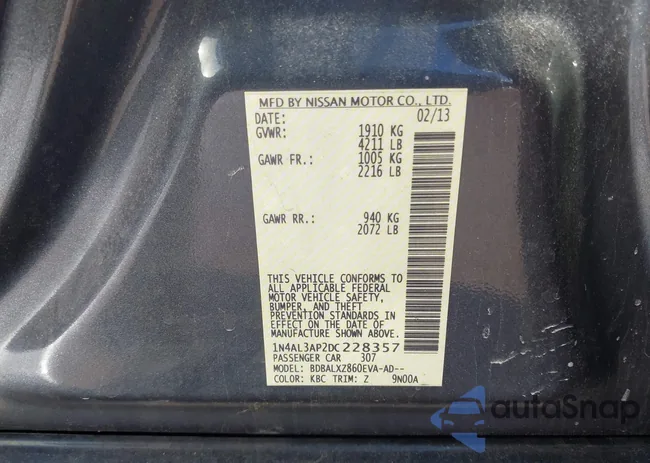 MFD BY NISSAN MOTOR CO., LTD.
DATE: 02/13
GVWR: 1910 KG
4211 LB
GAWR FR.: 1005 KG
2216 LB
GAWR RR.: 940 KG
2072 LB
THIS VEHICLE CONFORMS TO
ALL APPLICABLE FEDERAL
MOTOR VEHICLE SAFETY,
BUMPER, AND THEFT
PREVENTION STANDARDS IN
EFFECT ON THE DATE OF
MANUFACTURE SHOWN ABOVE.
1N4AL3AP2DC228357
PASSENGER CAR 307
MODEL: BDBALXZ860EVA-AD--
COLOR: KBC TRIM: Z 9N00A
autoSnap